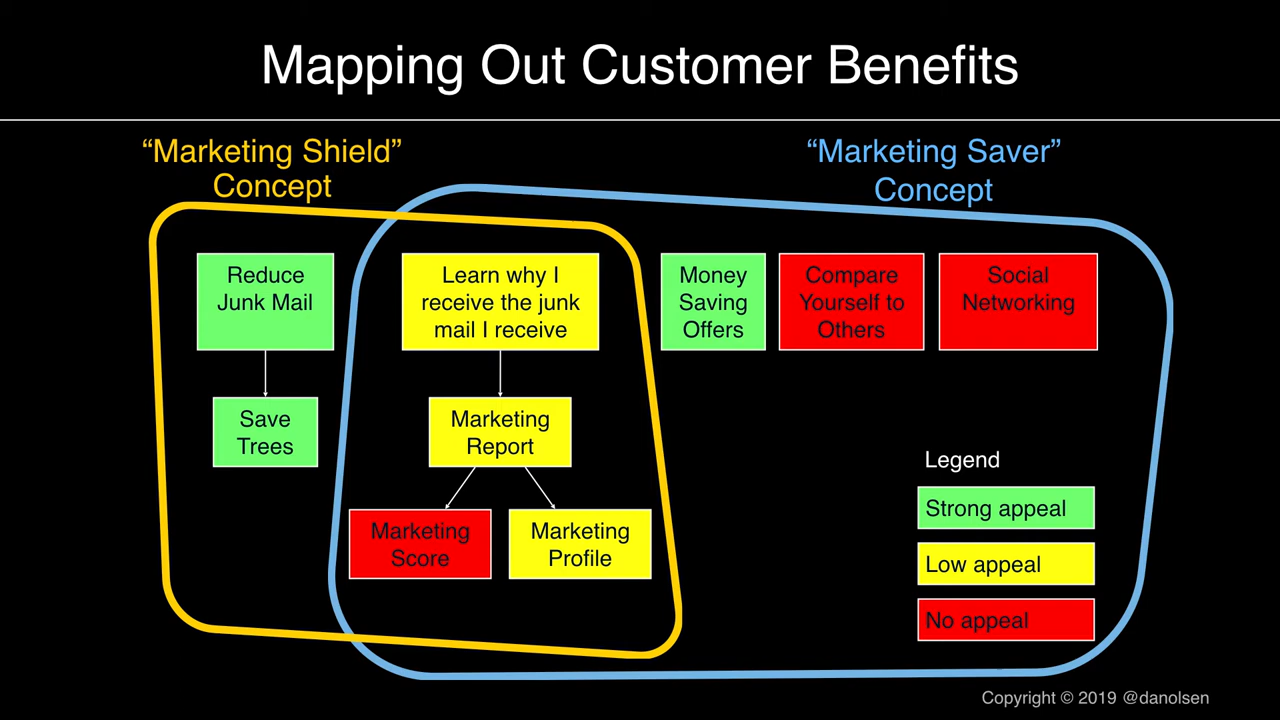 Mapping Out Customer Benefits
“Marketing Shield”
Concept
“Marketing Saver”
Concept
Reduce
Junk Mail
Learn why I
receive the junk
mail I receive
Money
Saving
Offers
Compare
Yourself to
Others
Social
Networking
Save
Trees
Marketing
Report
Marketing
Score
Marketing
Profile
Legend
Strong appeal
Low appeal
No appeal
Copyright © 2019 @danolsen